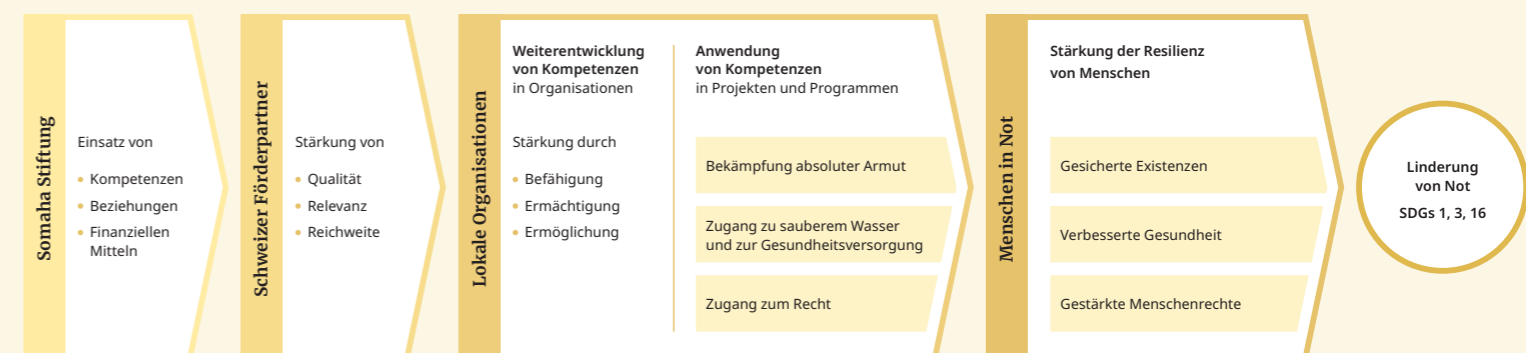 Somaha Stiftung
Einsatz von
• Kompetenzen
• Beziehungen
• Finanziellen
Mitteln
Schweizer Förderpartner
Stärkung von
• Qualität
• Relevanz
• Reichweite
Lokale Organisationen
Weiterentwicklung
von Kompetenzen
in Organisationen
Stärkung durch
• Befähigung
• Ermächtigung
• Ermöglichung
Anwendung
von Kompetenzen
in Projekten und Programmen
Bekämpfung absoluter Armut
Zugang zu sauberem Wasser
und zur Gesundheitsversorgung
Zugang zum Recht
Menschen in Not
Stärkung der Resilienz
von Menschen
Gesicherte Existenzen
Verbesserte Gesundheit
Gestärkte Menschenrechte
Linderung
von Not
SDGs 1, 3, 16